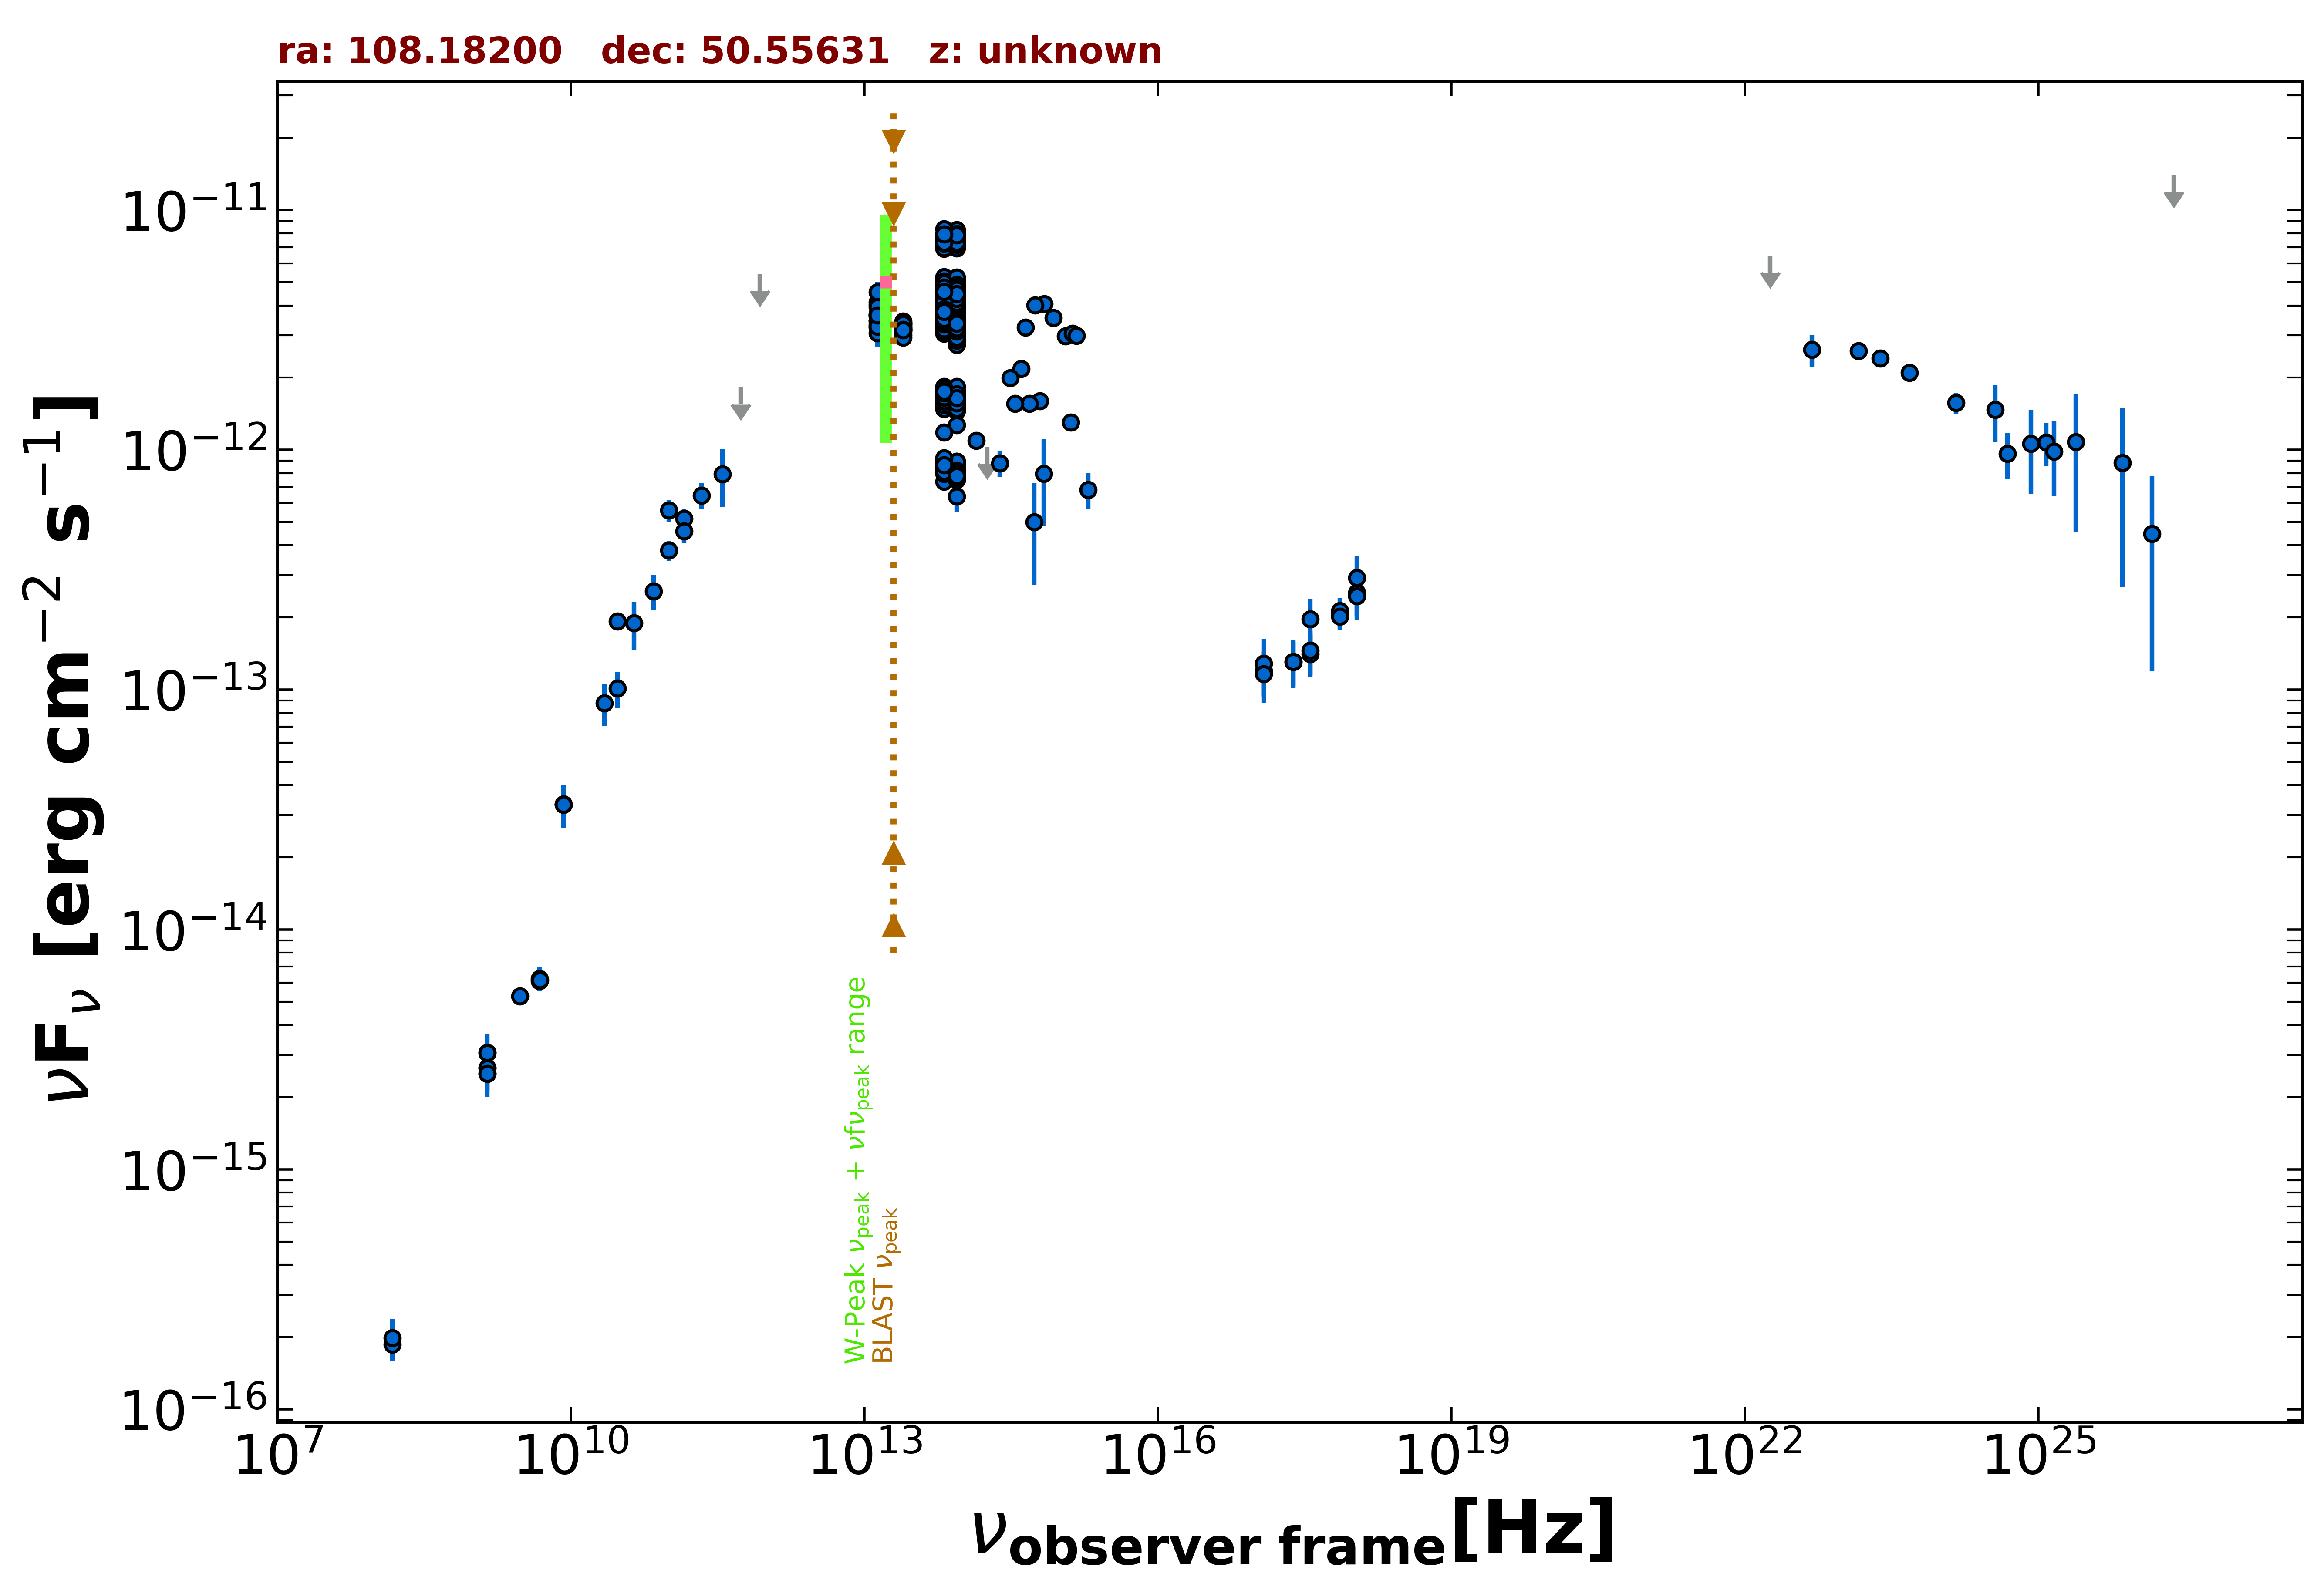 ra: 108.18200 dec: 50.55631 z: unknown
νFν [erg cm⁻² s⁻¹]
10⁻¹¹
10⁻¹²
10⁻¹³
10⁻¹⁴
10⁻¹⁵
10⁻¹⁶
W-Peak νpeak + νfνpeak range
BLAST νpeak
10⁷ 10¹⁰ 10¹³ 10¹⁶ 10¹⁹ 10²² 10²⁵
νobserver frame[Hz]